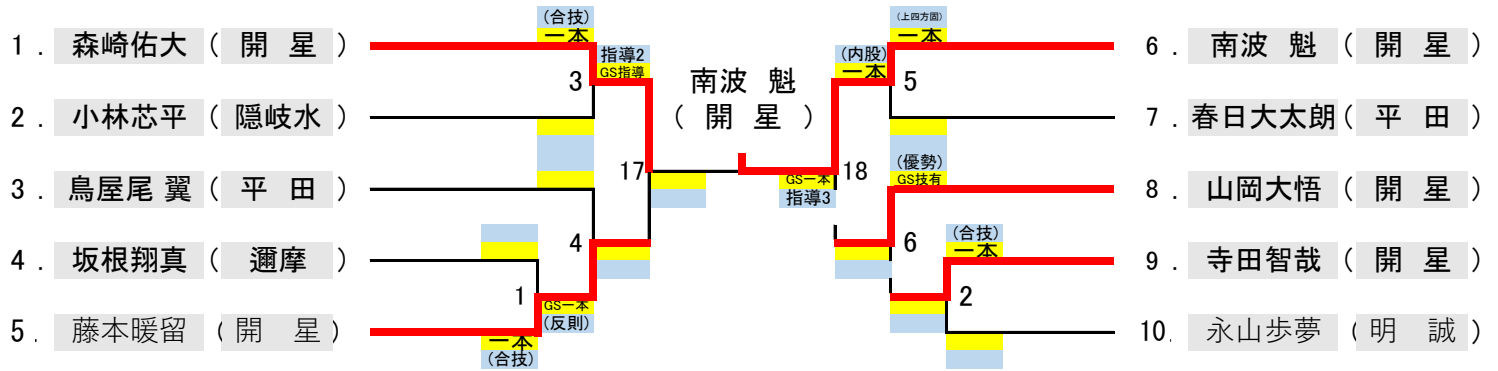 1． 森崎佑大 （ 開 星 ）
2． 小林芯平 （ 隠岐水 ）
3． 鳥屋尾 翼 （ 平 田 ）
4． 坂根翔真 （ 邇摩 ）
5． 藤本暖留 （ 開 星 ）
（合技）
一本
3
指導2
GS指導
17
4
1
GS一本
（反則）
一本
（合技）
南波 魁
（ 開 星 ）
GS一本
指導3
18
（内股）
一本
（上四方固）
一本
5
（優勢）
GS技有
6
（合技）
一本
2
6． 南波 魁 （ 開 星 ）
7． 春日大太朗 （ 平 田 ）
8． 山岡大悟 （ 開 星 ）
9． 寺田智哉 （ 開 星 ）
10． 永山歩夢 （ 明 誠 ）